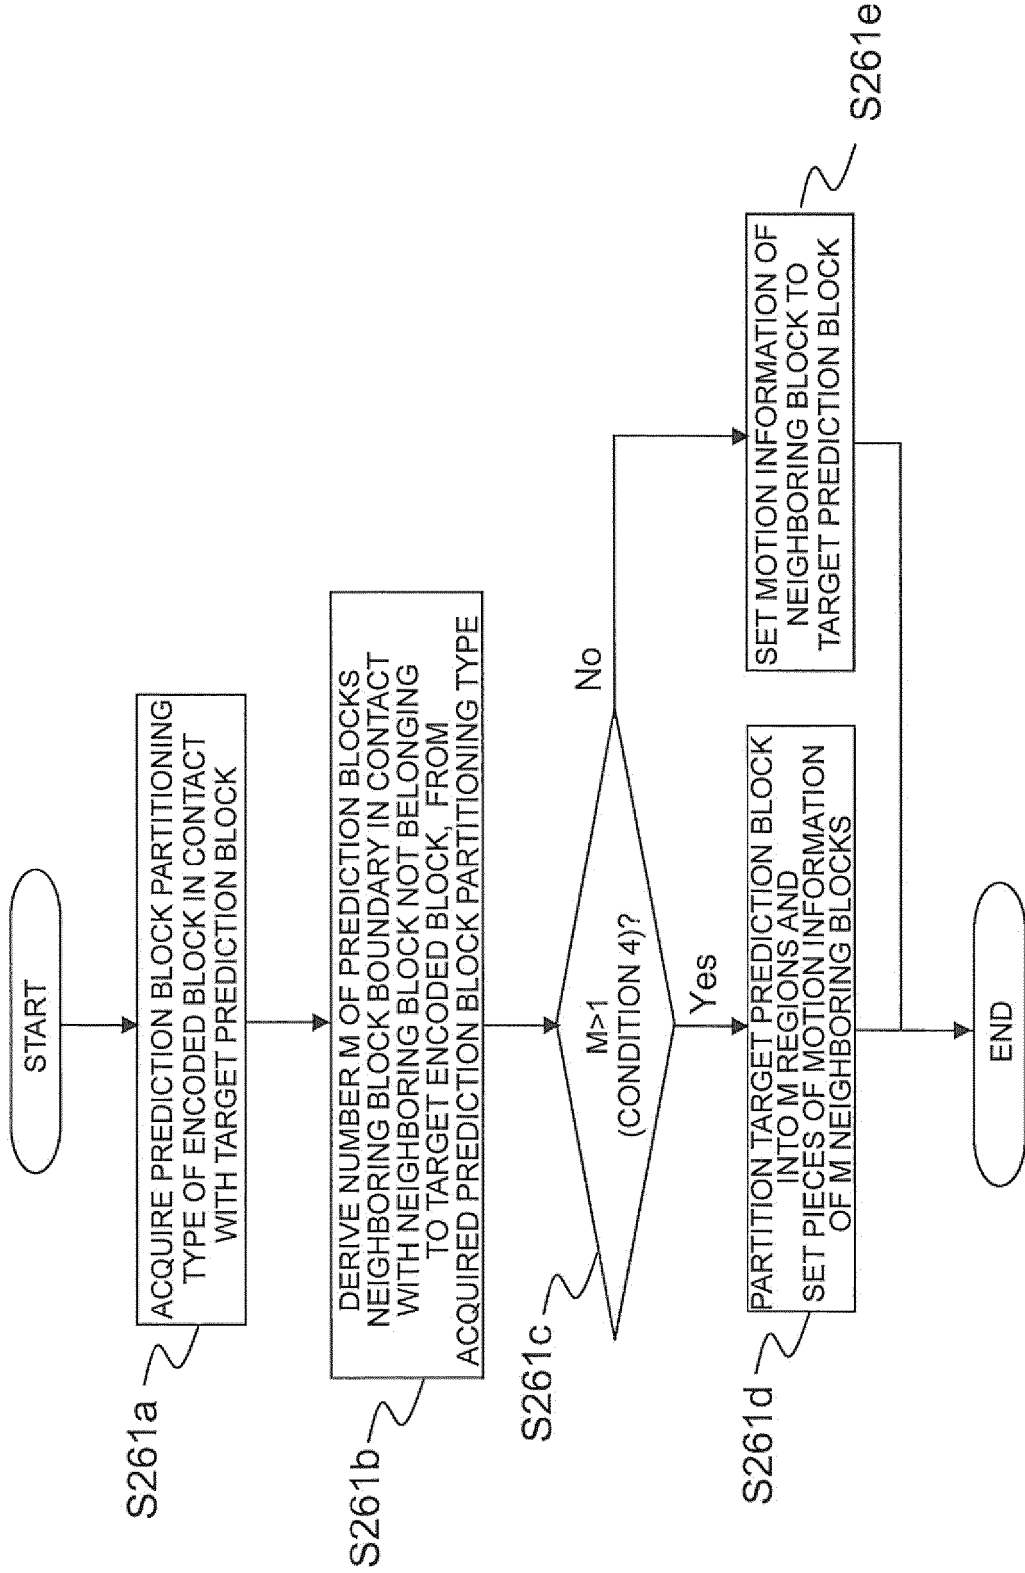 START
S261a
ACQUIRE PREDICTION BLOCK PARTITIONING
TYPE OF ENCODED BLOCK IN CONTACT
WITH TARGET PREDICTION BLOCK
S261b
DERIVE NUMBER M OF PREDICTION BLOCKS
NEIGHBORING BLOCK BOUNDARY IN CONTACT
WITH NEIGHBORING BLOCK NOT BELONGING
TO TARGET ENCODED BLOCK, FROM
ACQUIRED PREDICTION BLOCK PARTITIONING TYPE
S261c
M>1
(CONDITION 4)?
No
Yes
S261d
PARTITION TARGET PREDICTION BLOCK
INTO M REGIONS AND
SET PIECES OF MOTION INFORMATION
OF M NEIGHBORING BLOCKS
SET MOTION INFORMATION OF
NEIGHBORING BLOCK TO
TARGET PREDICTION BLOCK
S261e
END